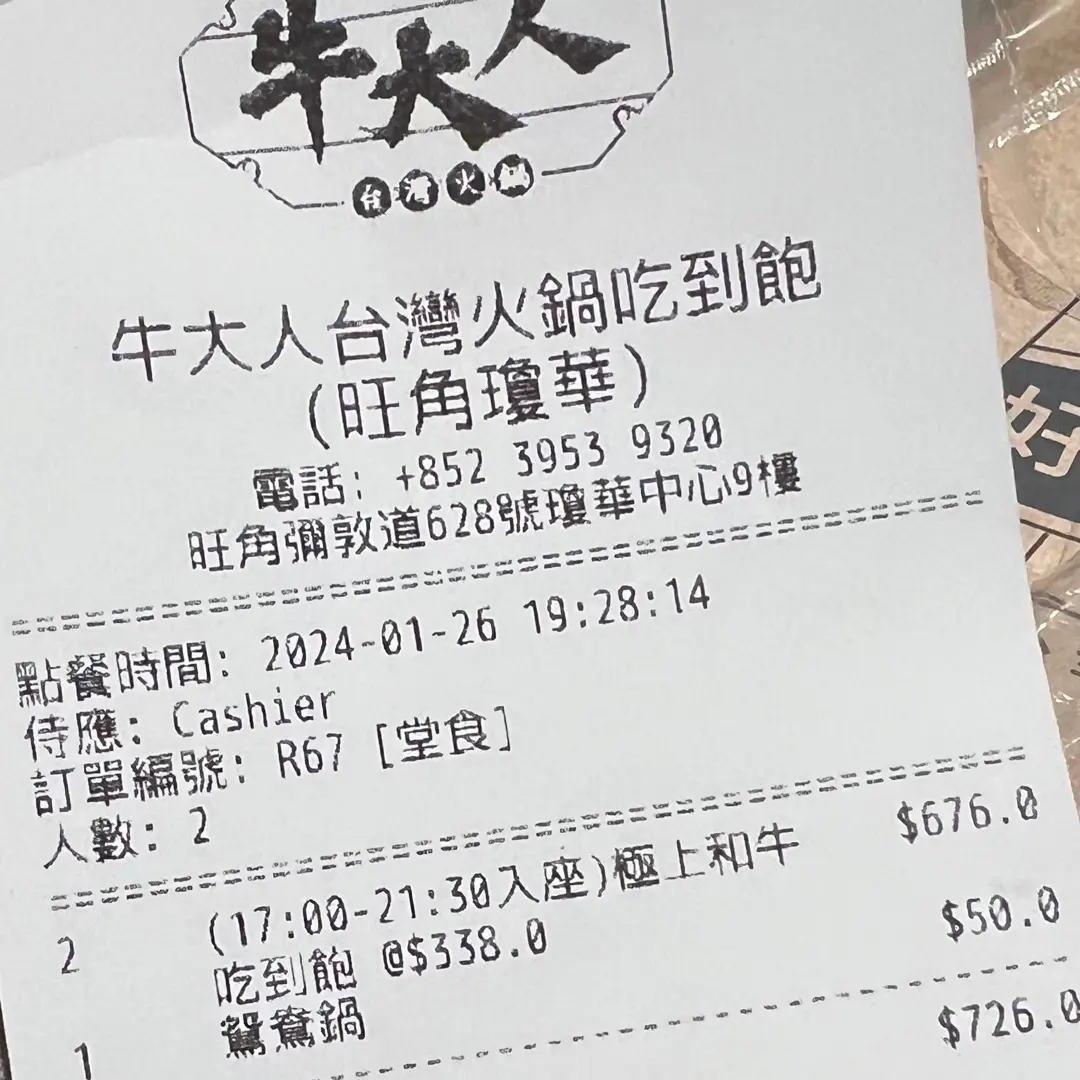 牛大人
台灣火鍋
牛大人台灣火鍋吃到飽
(旺角瓊華)
電話: +852 3953 9320
旺角彌敦道628號瓊華中心9樓
點餐時間: 2024-01-26 19:28:14
侍應: Cashier
訂單編號: R67 [堂食]
人數: 2
2 (17:00-21:30入座)極上和牛 $676.0
吃到飽 @$338.0
1 鴛鴦鍋 $50.0
$726.0
好